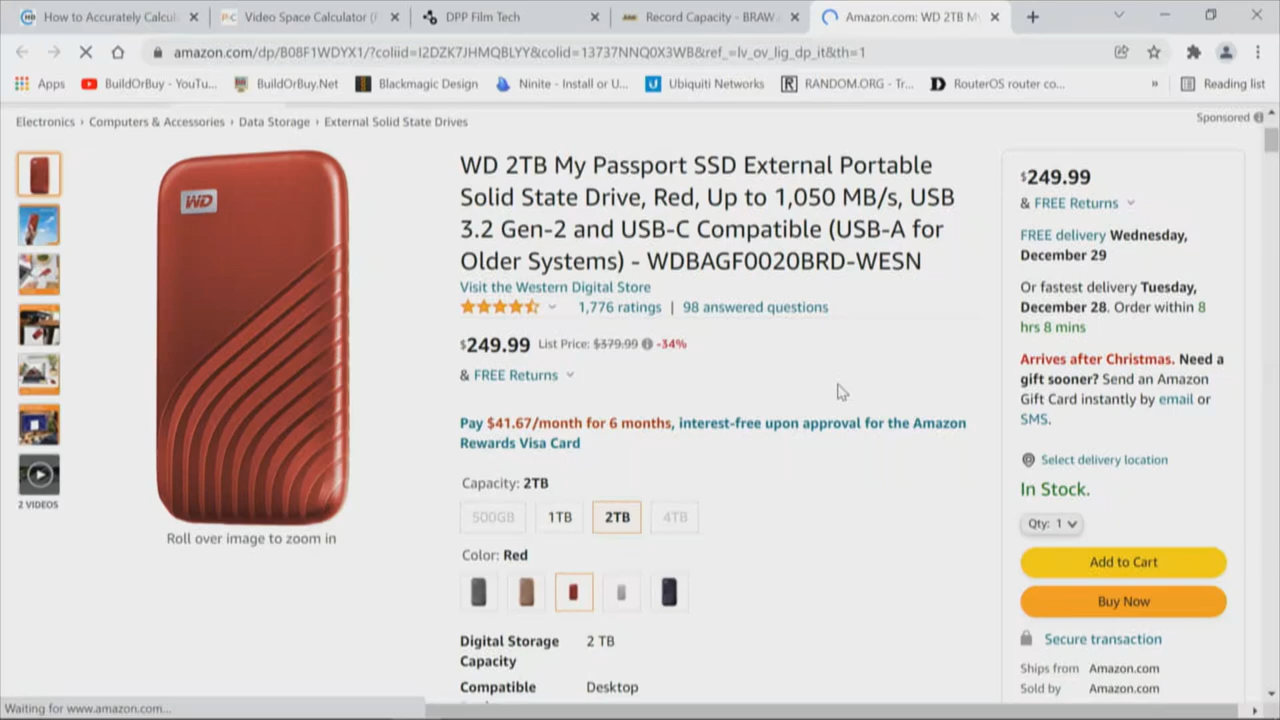 How to Accurately Calcul
Video Space Calculator (
DPP Film Tech
Record Capacity - BRAW
Amazon.com: WD 2TB M
amazon.com/dp/B08F1WDYX1/?coliid=I2DZK7JHMQBLYY&colid=13737NNQ0X3WB&ref_=lv_ov_lig_dp_it&th=1
Apps
BuildOrBuy - YouTu...
BuildOrBuy.Net
Blackmagic Design
Ninite - Install or U...
Ubiquiti Networks
RANDOM.ORG - Tr...
RouterOS router co...
»
Reading list
Electronics › Computers & Accessories › Data Storage › External Solid State Drives
Sponsored
WD
2 VIDEOS
Roll over image to zoom in
WD 2TB My Passport SSD External Portable
Solid State Drive, Red, Up to 1,050 MB/s, USB
3.2 Gen-2 and USB-C Compatible (USB-A for
Older Systems) - WDBAGF0020BRD-WESN
Visit the Western Digital Store
1,776 ratings | 98 answered questions
$249.99 List Price: $379.99 -34%
& FREE Returns
Pay $41.67/month for 6 months, interest-free upon approval for the Amazon
Rewards Visa Card
Capacity: 2TB
500GB 1TB 2TB 4TB
Color: Red
Digital Storage 2 TB
Capacity
Compatible Desktop
$249.99
& FREE Returns
FREE delivery Wednesday,
December 29
Or fastest delivery Tuesday,
December 28. Order within 8
hrs 8 mins
Arrives after Christmas. Need a
gift sooner? Send an Amazon
Gift Card instantly by email or
SMS.
Select delivery location
In Stock.
Qty: 1
Add to Cart
Buy Now
Secure transaction
Ships from Amazon.com
Sold by Amazon.com
Waiting for www.amazon.com...